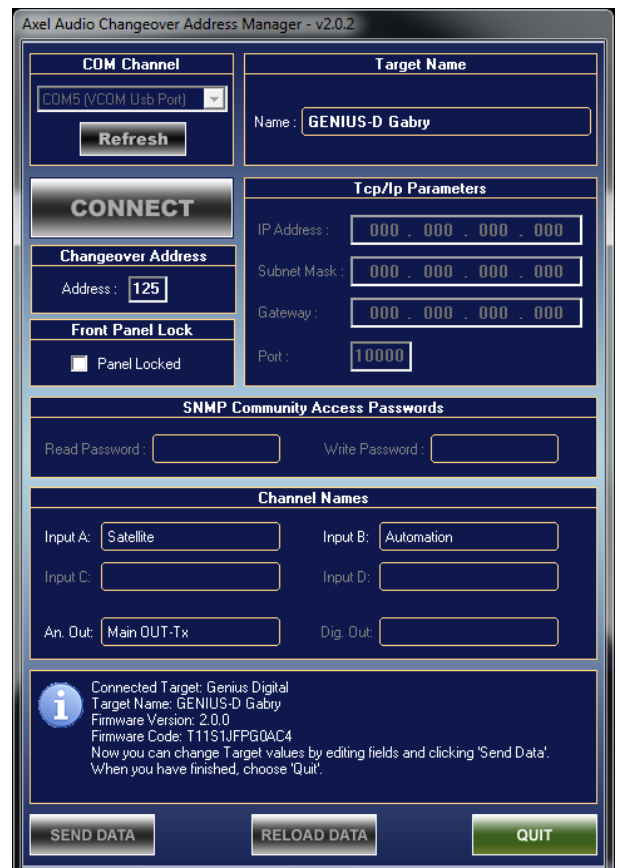 Axel Audio Changeover Address Manager - v2.0.2
COM Channel
COM5 (VCOM Usb Port)
Refresh
Target Name
Name : GENIUS-D Gabry
CONNECT
Changeover Address
Address : 125
Front Panel Lock
Panel Locked
Tcp/Ip Parameters
IP Address : 000 . 000 . 000 . 000
Subnet Mask : 000 . 000 . 000 . 000
Gateway : 000 . 000 . 000 . 000
Port : 10000
SNMP Community Access Passwords
Read Password : Write Password :
Channel Names
Input A: Satellite Input B: Automation
Input C: Input D:
An. Out: Main OUT-Tx Dig. Out:
Connected Target: Genius Digital
Target Name: GENIUS-D Gabry
Firmware Version: 2.0.0
Firmware Code: T11S1JFPG0AC4
Now you can change Target values by editing fields and clicking 'Send Data'.
When you have finished, choose 'Quit'.
SEND DATA RELOAD DATA QUIT